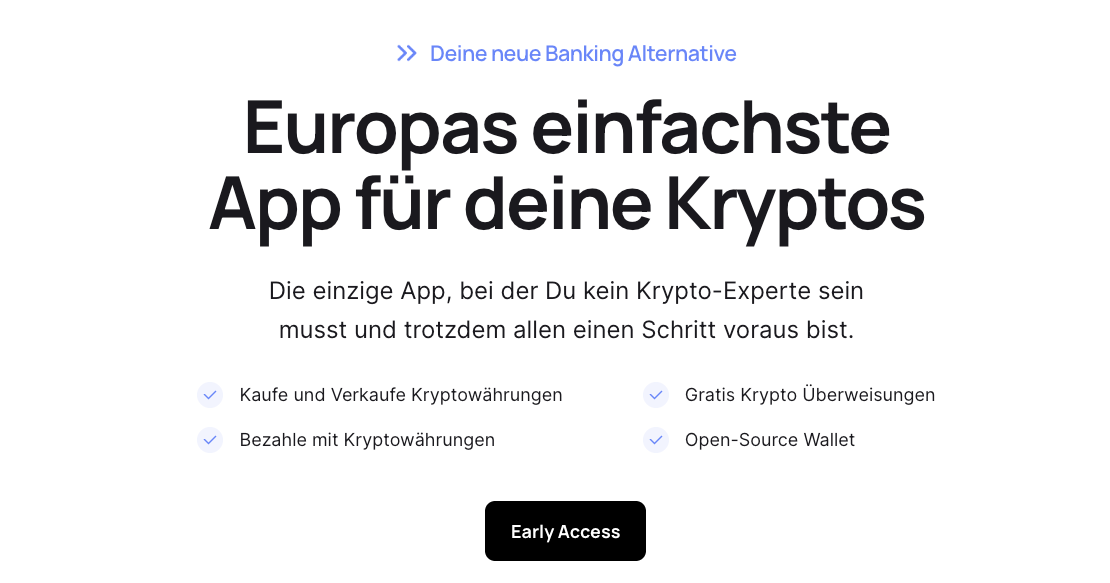 Deine neue Banking Alternative
Europas einfachste
App für deine Kryptos
Die einzige App, bei der Du kein Krypto-Experte sein
musst und trotzdem allen einen Schritt voraus bist.
Kaufe und Verkaufe Kryptowährungen
Gratis Krypto Überweisungen
Bezahle mit Kryptowährungen
Open-Source Wallet
Early Access